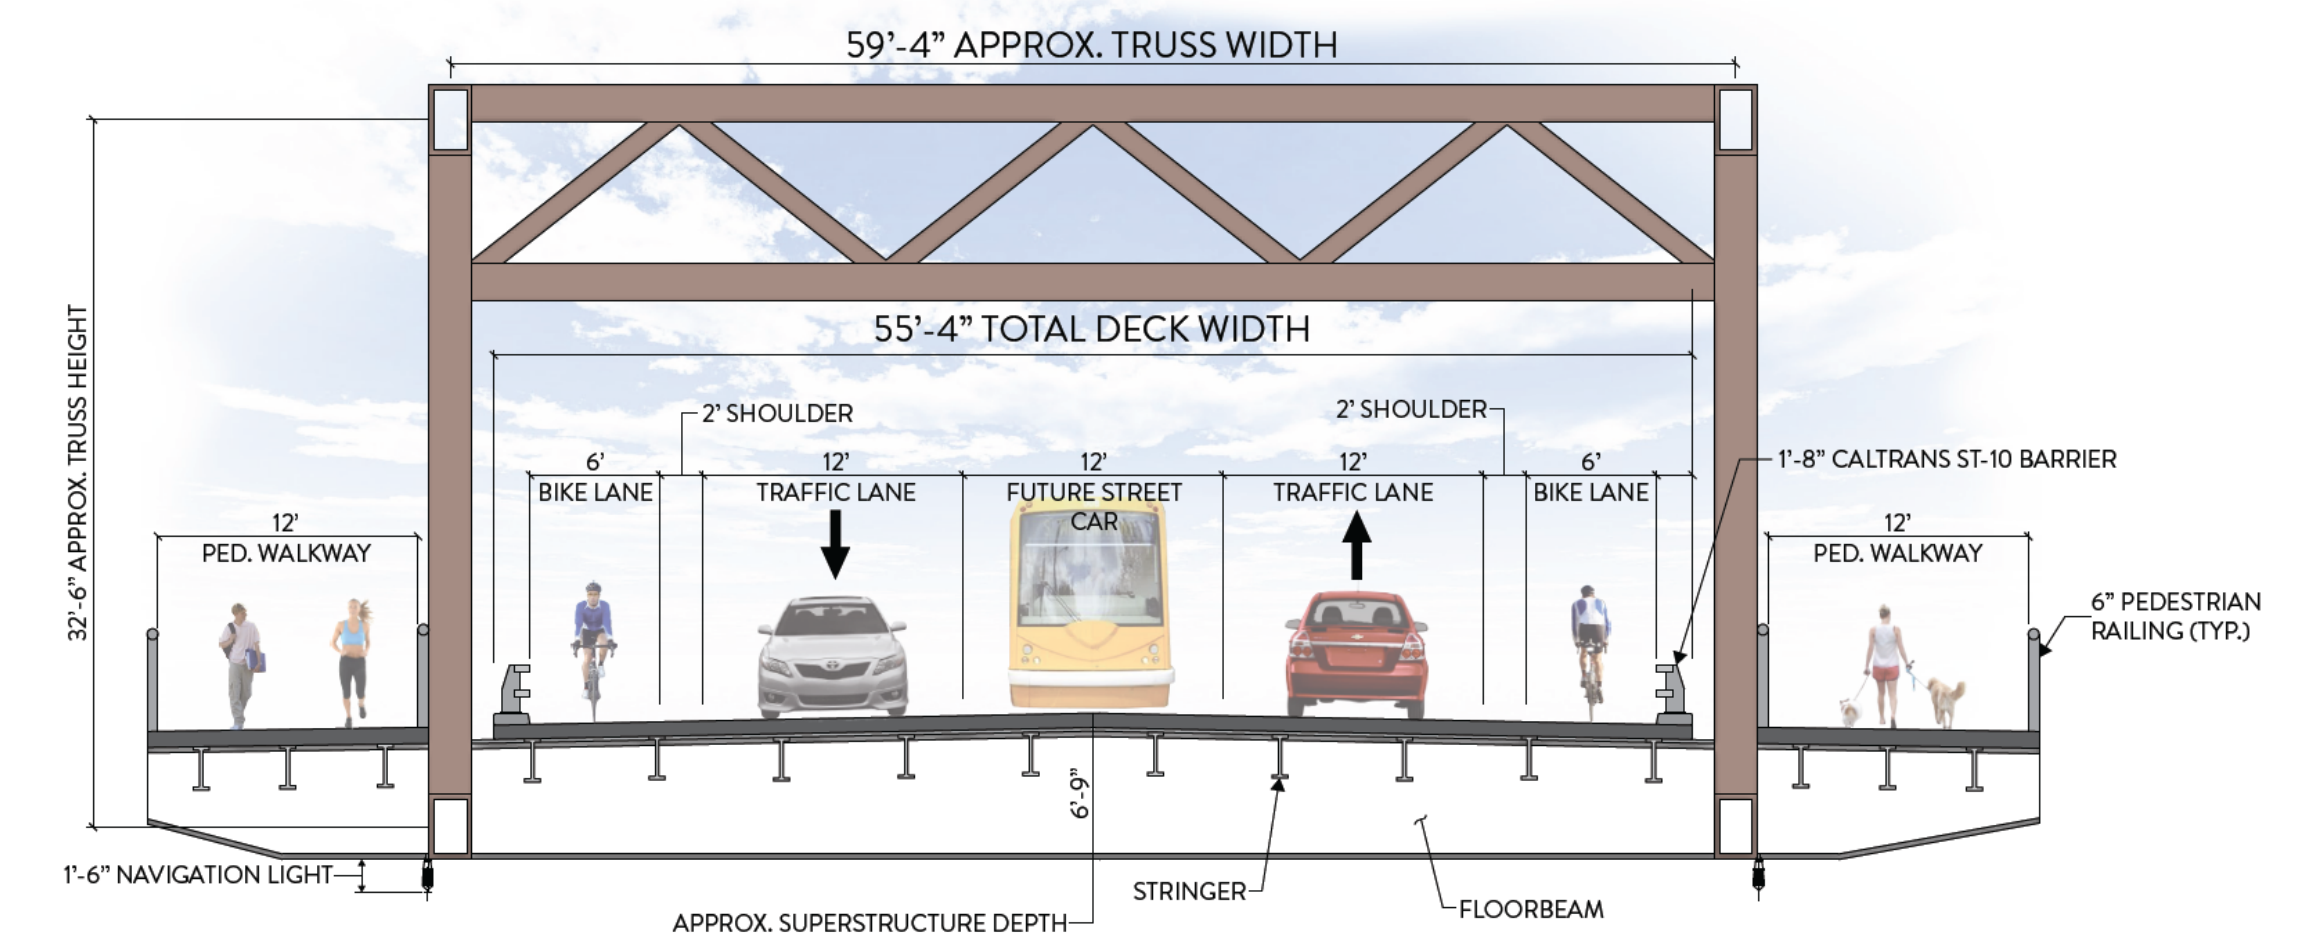 59’-4” APPROX. TRUSS WIDTH
32’-6” APPROX. TRUSS HEIGHT
55’-4” TOTAL DECK WIDTH
2’ SHOULDER
2’ SHOULDER
6’
BIKE LANE
12’
TRAFFIC LANE
12’
FUTURE STREET
CAR
12’
TRAFFIC LANE
6’
BIKE LANE
1’-8” CALTRANS ST-10 BARRIER
12’
PED. WALKWAY
12’
PED. WALKWAY
6” PEDESTRIAN
RAILING (TYP.)
6’-9”
1’-6” NAVIGATION LIGHT
STRINGER
FLOORBEAM
APPROX. SUPERSTRUCTURE DEPTH